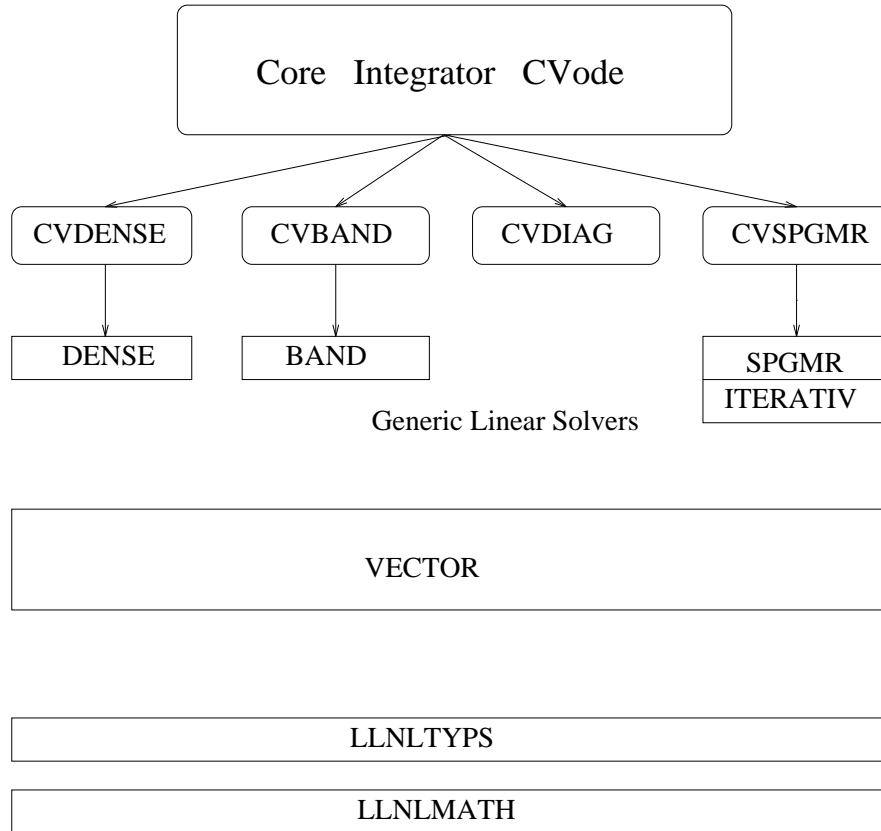 Core Integrator CVode
CVDENSE CVBAND CVDIAG CVSPGMR
DENSE BAND SPGMR
ITERATIV
Generic Linear Solvers
VECTOR
LLNLTYPS
LLNLMATH